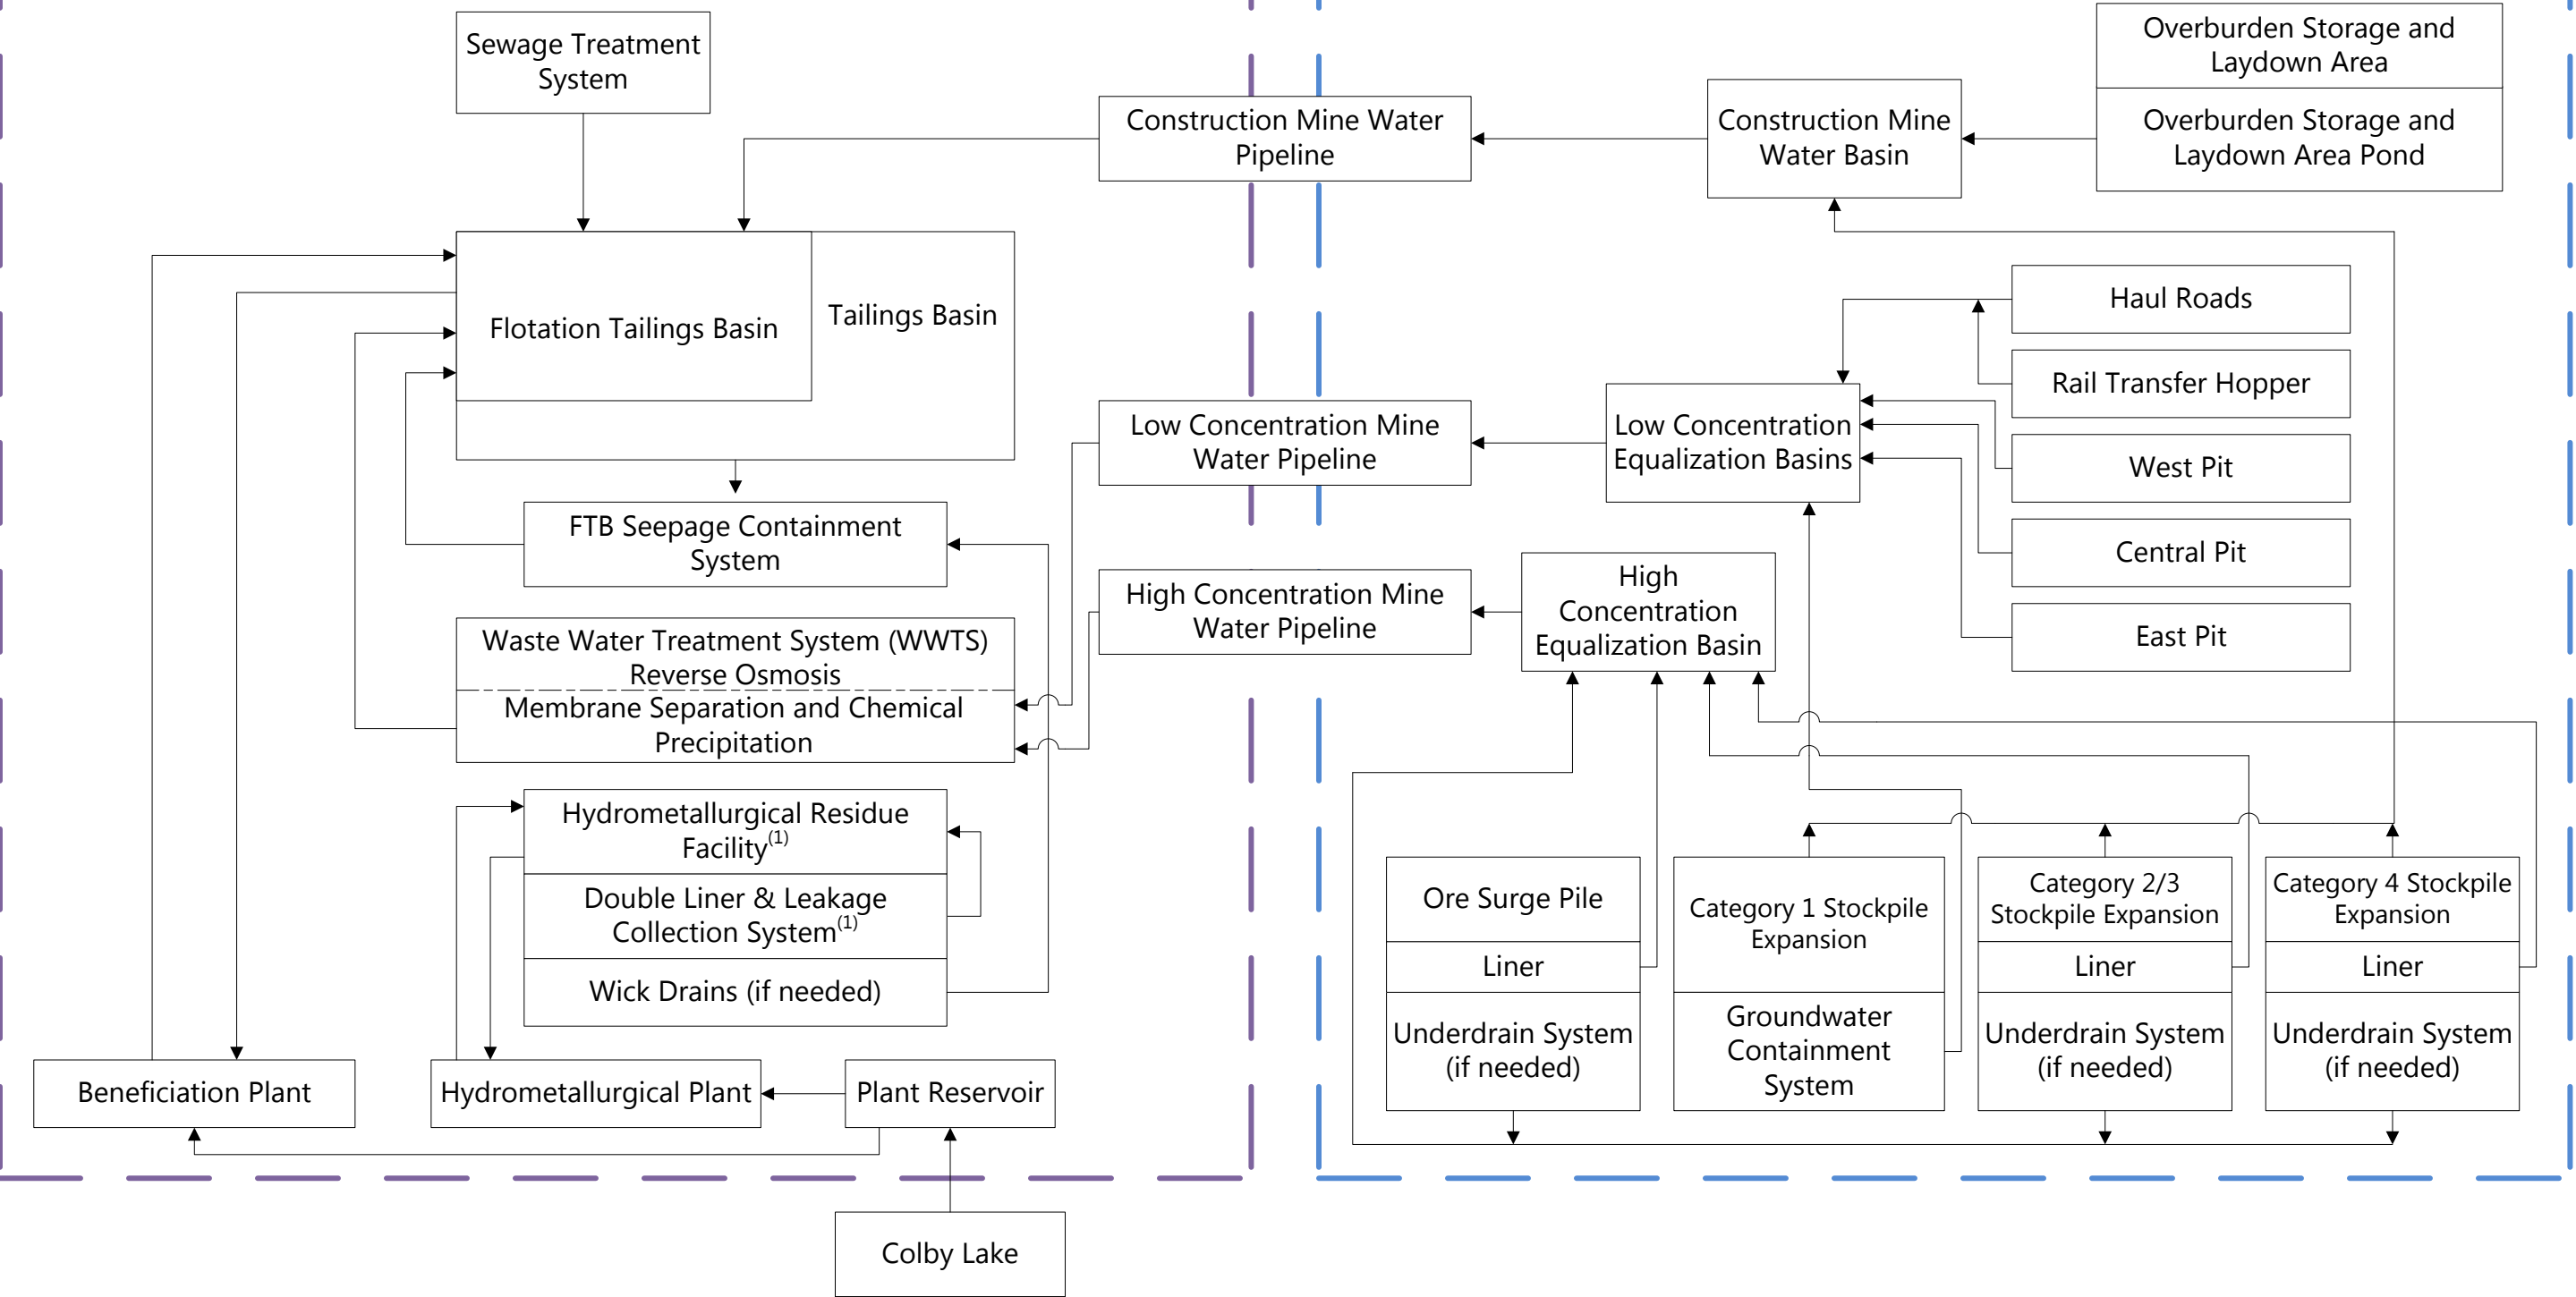 Sewage Treatment
System
Construction Mine Water
Pipeline
Construction Mine
Water Basin
Overburden Storage and
Laydown Area
Overburden Storage and
Laydown Area Pond
Flotation Tailings Basin
Tailings Basin
Haul Roads
Rail Transfer Hopper
West Pit
Central Pit
East Pit
Low Concentration Mine
Water Pipeline
Low Concentration
Equalization Basins
FTB Seepage Containment
System
High Concentration Mine
Water Pipeline
High
Concentration
Equalization Basin
Waste Water Treatment System (WWTS)
Reverse Osmosis
Membrane Separation and Chemical
Precipitation
Hydrometallurgical Residue
Facility(1)
Double Liner & Leakage
Collection System(1)
Wick Drains (if needed)
Ore Surge Pile
Liner
Underdrain System
(if needed)
Category 1 Stockpile
Expansion
Groundwater
Containment
System
Category 2/3
Stockpile Expansion
Liner
Underdrain System
(if needed)
Category 4 Stockpile
Expansion
Liner
Underdrain System
(if needed)
Beneficiation Plant
Hydrometallurgical Plant
Plant Reservoir
Colby Lake